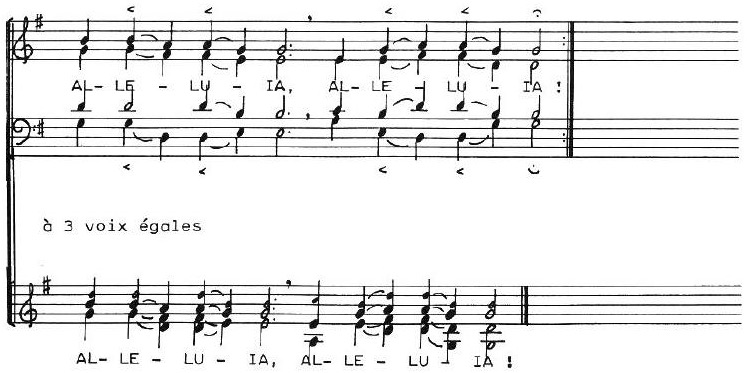 AL- LE - LU - IA, AL- LE - LU - IA !
à 3 voix égales
AL- LE - LU - IA, AL- LE - LU - IA !